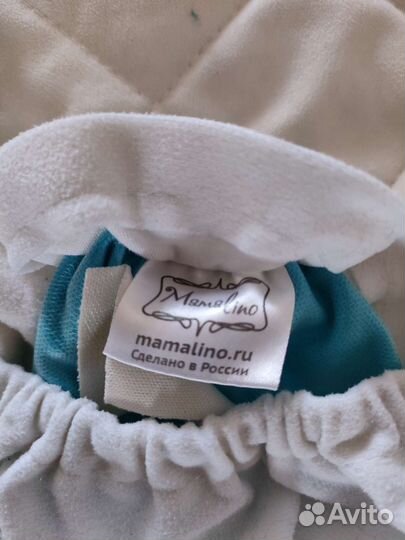 MamaLino
mamalino.ru
Сделано в России
Avito